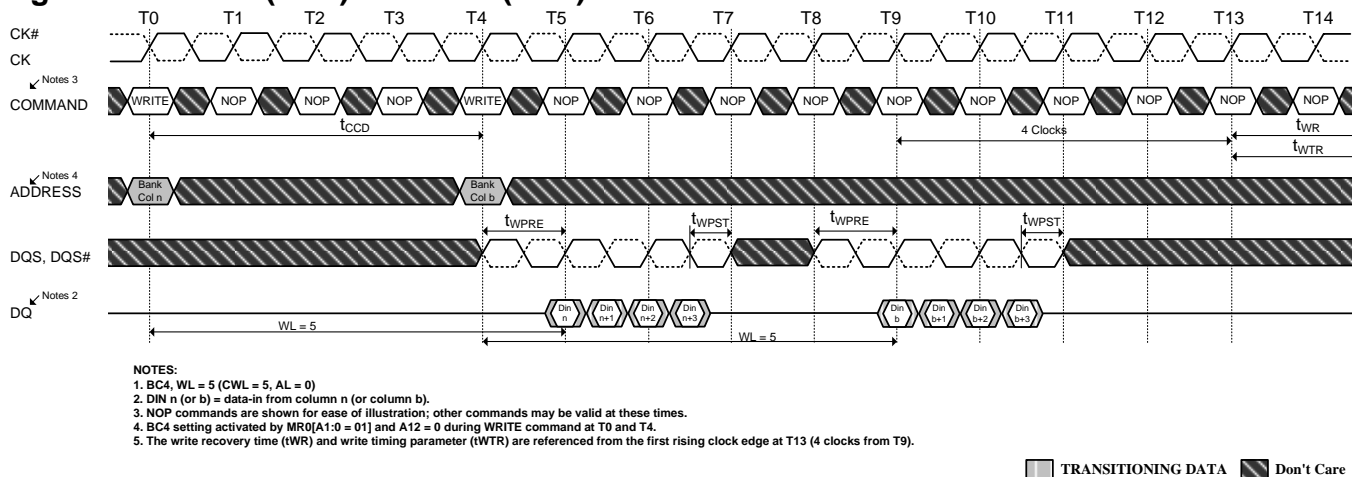 T0 T1 T2 T3 T4 T5 T6 T7 T8 T9 T10 T11 T12 T13 T14
CK#
CK
Notes 3
COMMAND
WRITE NOP NOP NOP WRITE NOP NOP NOP NOP NOP NOP NOP NOP NOP NOP
tCCD
4 Clocks
tWR
tWTR
Notes 4
ADDRESS
Bank
Col n
Bank
Col b
tWPRE
tWPST
tWPRE
tWPST
DQS, DQS#
Notes 2
DQ
Din
n
Din
n+1
Din
n+2
Din
n+3
Din
b
Din
b+1
Din
b+2
Din
b+3
WL = 5
WL = 5
NOTES:
1. BC4, WL = 5 (CWL = 5, AL = 0)
2. DIN n (or b) = data-in from column n (or column b).
3. NOP commands are shown for ease of illustration; other commands may be valid at these times.
4. BC4 setting activated by MR0[A1:0 = 01] and A12 = 0 during WRITE command at T0 and T4.
5. The write recovery time (tWR) and write timing parameter (tWTR) are referenced from the first rising clock edge at T13 (4 clocks from T9).
TRANSITIONING DATA
Don't Care